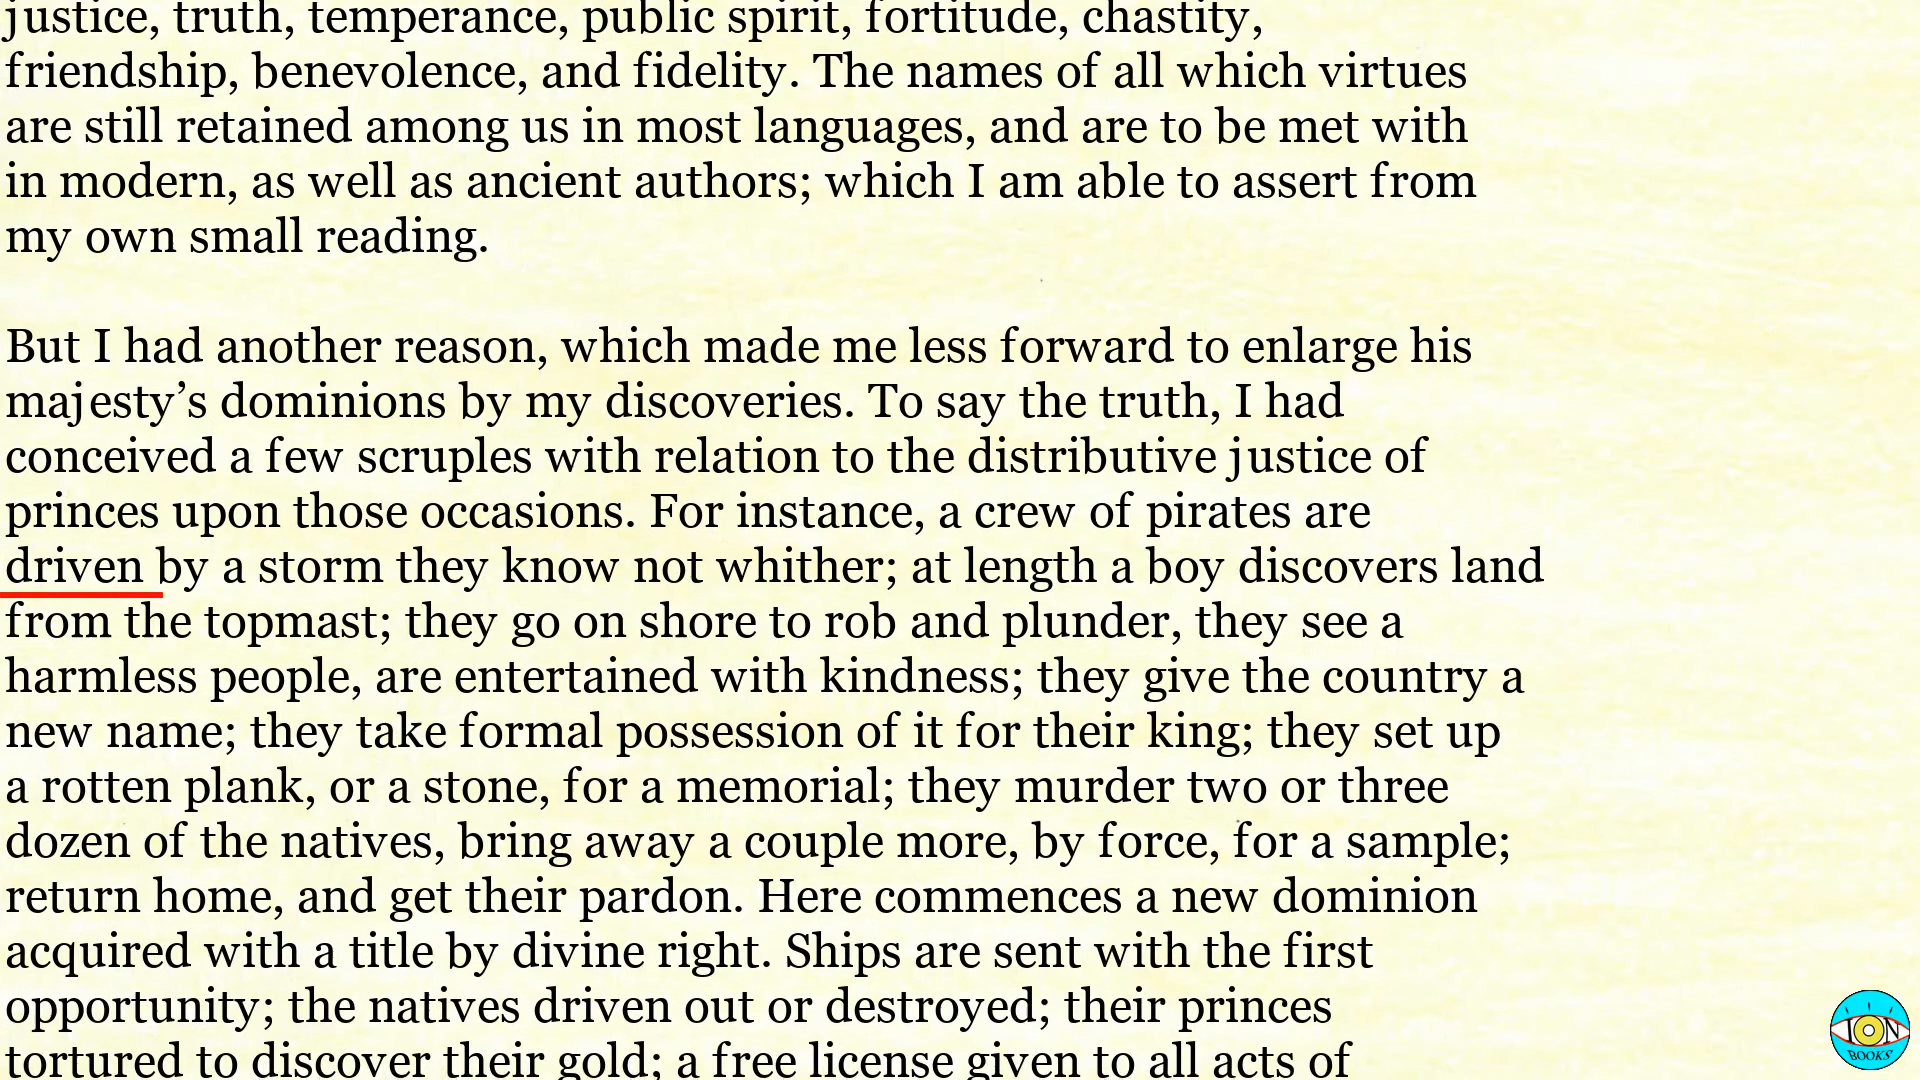 justice, truth, temperance, public spirit, fortitude, chastity,
friendship, benevolence, and fidelity. The names of all which virtues
are still retained among us in most languages, and are to be met with
in modern, as well as ancient authors; which I am able to assert from
my own small reading.
But I had another reason, which made me less forward to enlarge his
majesty’s dominions by my discoveries. To say the truth, I had
conceived a few scruples with relation to the distributive justice of
princes upon those occasions. For instance, a crew of pirates are
driven by a storm they know not whither; at length a boy discovers land
from the topmast; they go on shore to rob and plunder, they see a
harmless people, are entertained with kindness; they give the country a
new name; they take formal possession of it for their king; they set up
a rotten plank, or a stone, for a memorial; they murder two or three
dozen of the natives, bring away a couple more, by force, for a sample;
return home, and get their pardon. Here commences a new dominion
acquired with a title by divine right. Ships are sent with the first
opportunity; the natives driven out or destroyed; their princes
tortured to discover their gold; a free license given to all acts of
ION
BOOKS